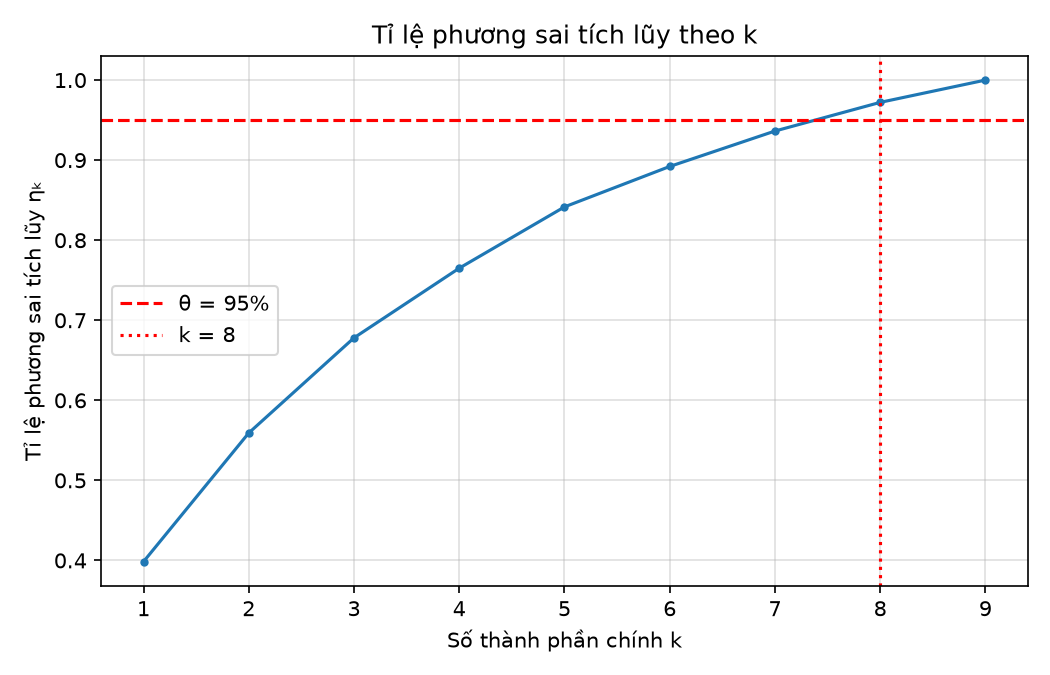 Tỉ lệ phương sai tích lũy theo k
Tỉ lệ phương sai tích lũy ηₖ
1.0
0.9
0.8
0.7
0.6
0.5
0.4
θ = 95%
k = 8
1 2 3 4 5 6 7 8 9
Số thành phần chính k